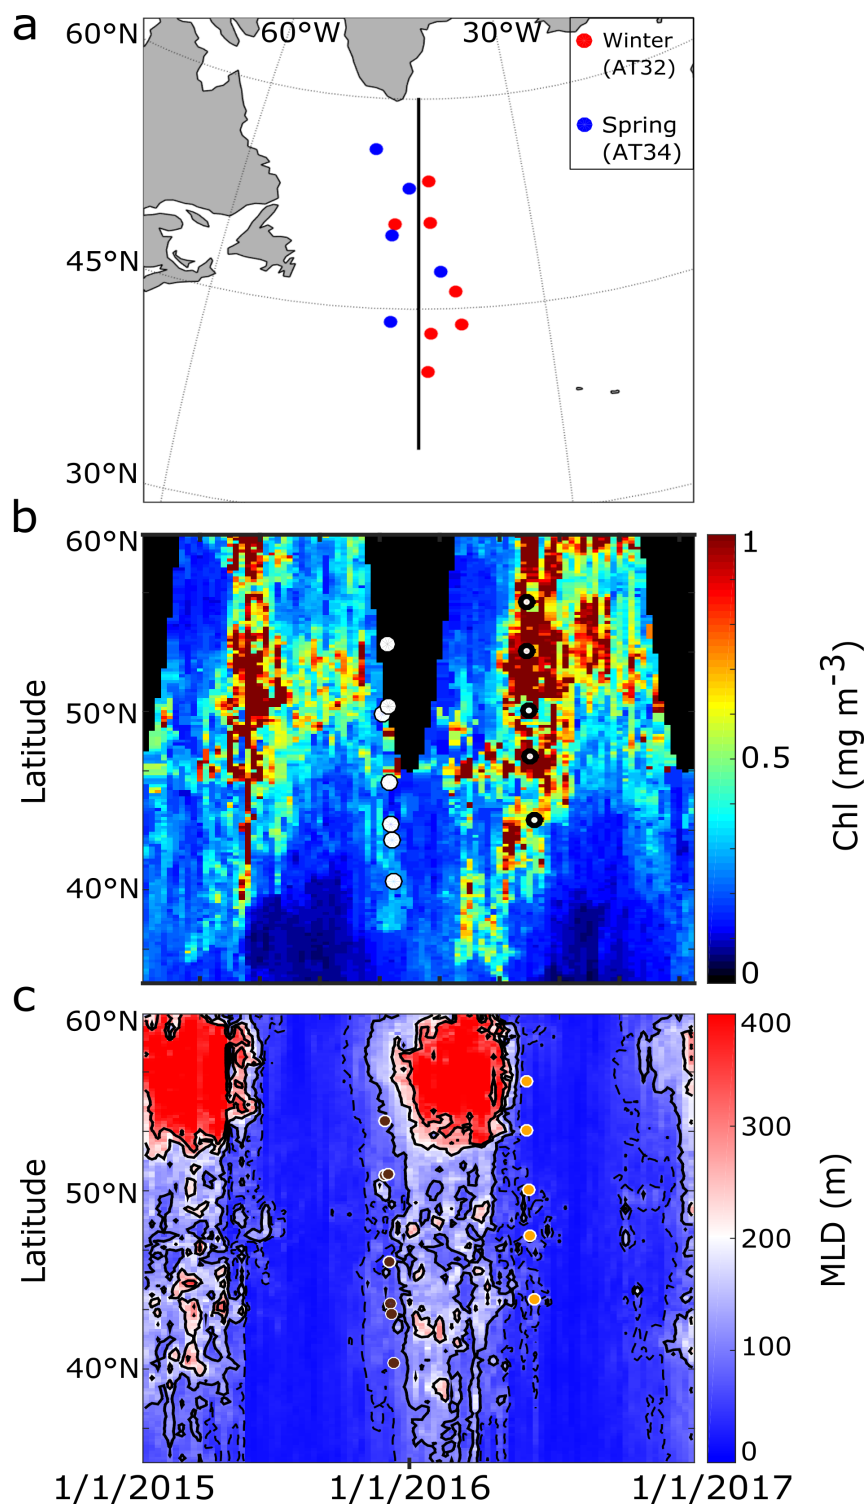 a
60°N
60°W
30°W
Winter
(AT32)
Spring
(AT34)
45°N
30°N
b
60°N
50°N
40°N
Latitude
1
0.5
0
Chl (mg m-3)
c
60°N
50°N
40°N
Latitude
400
300
200
100
0
MLD (m)
1/1/2015
1/1/2016
1/1/2017